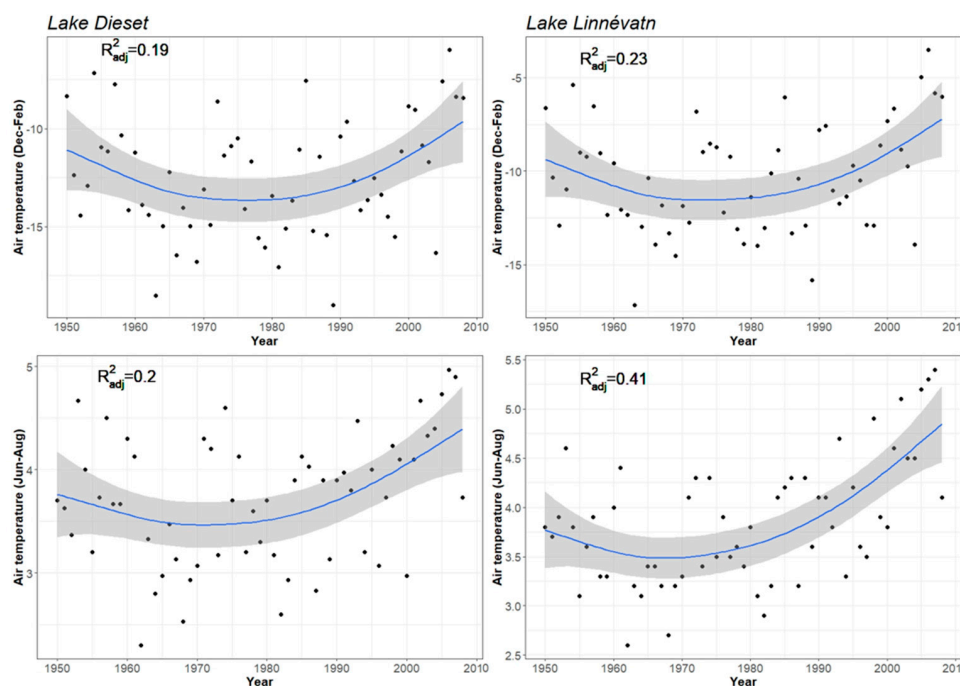 Lake Dieset
Lake Linnévatn
R²adj=0.19
Air temperature (Dec-Feb)
-10
-15
1950 1960 1970 1980 1990 2000 2010
Year
R²adj=0.23
Air temperature (Dec-Feb)
-5
-10
-15
1950 1960 1970 1980 1990 2000 2010
Year
R²adj=0.2
Air temperature (Jun-Aug)
5
4
3
1950 1960 1970 1980 1990 2000 2010
Year
R²adj=0.41
Air temperature (Jun-Aug)
5.5
5.0
4.5
4.0
3.5
3.0
2.5
1950 1960 1970 1980 1990 2000 2010
Year